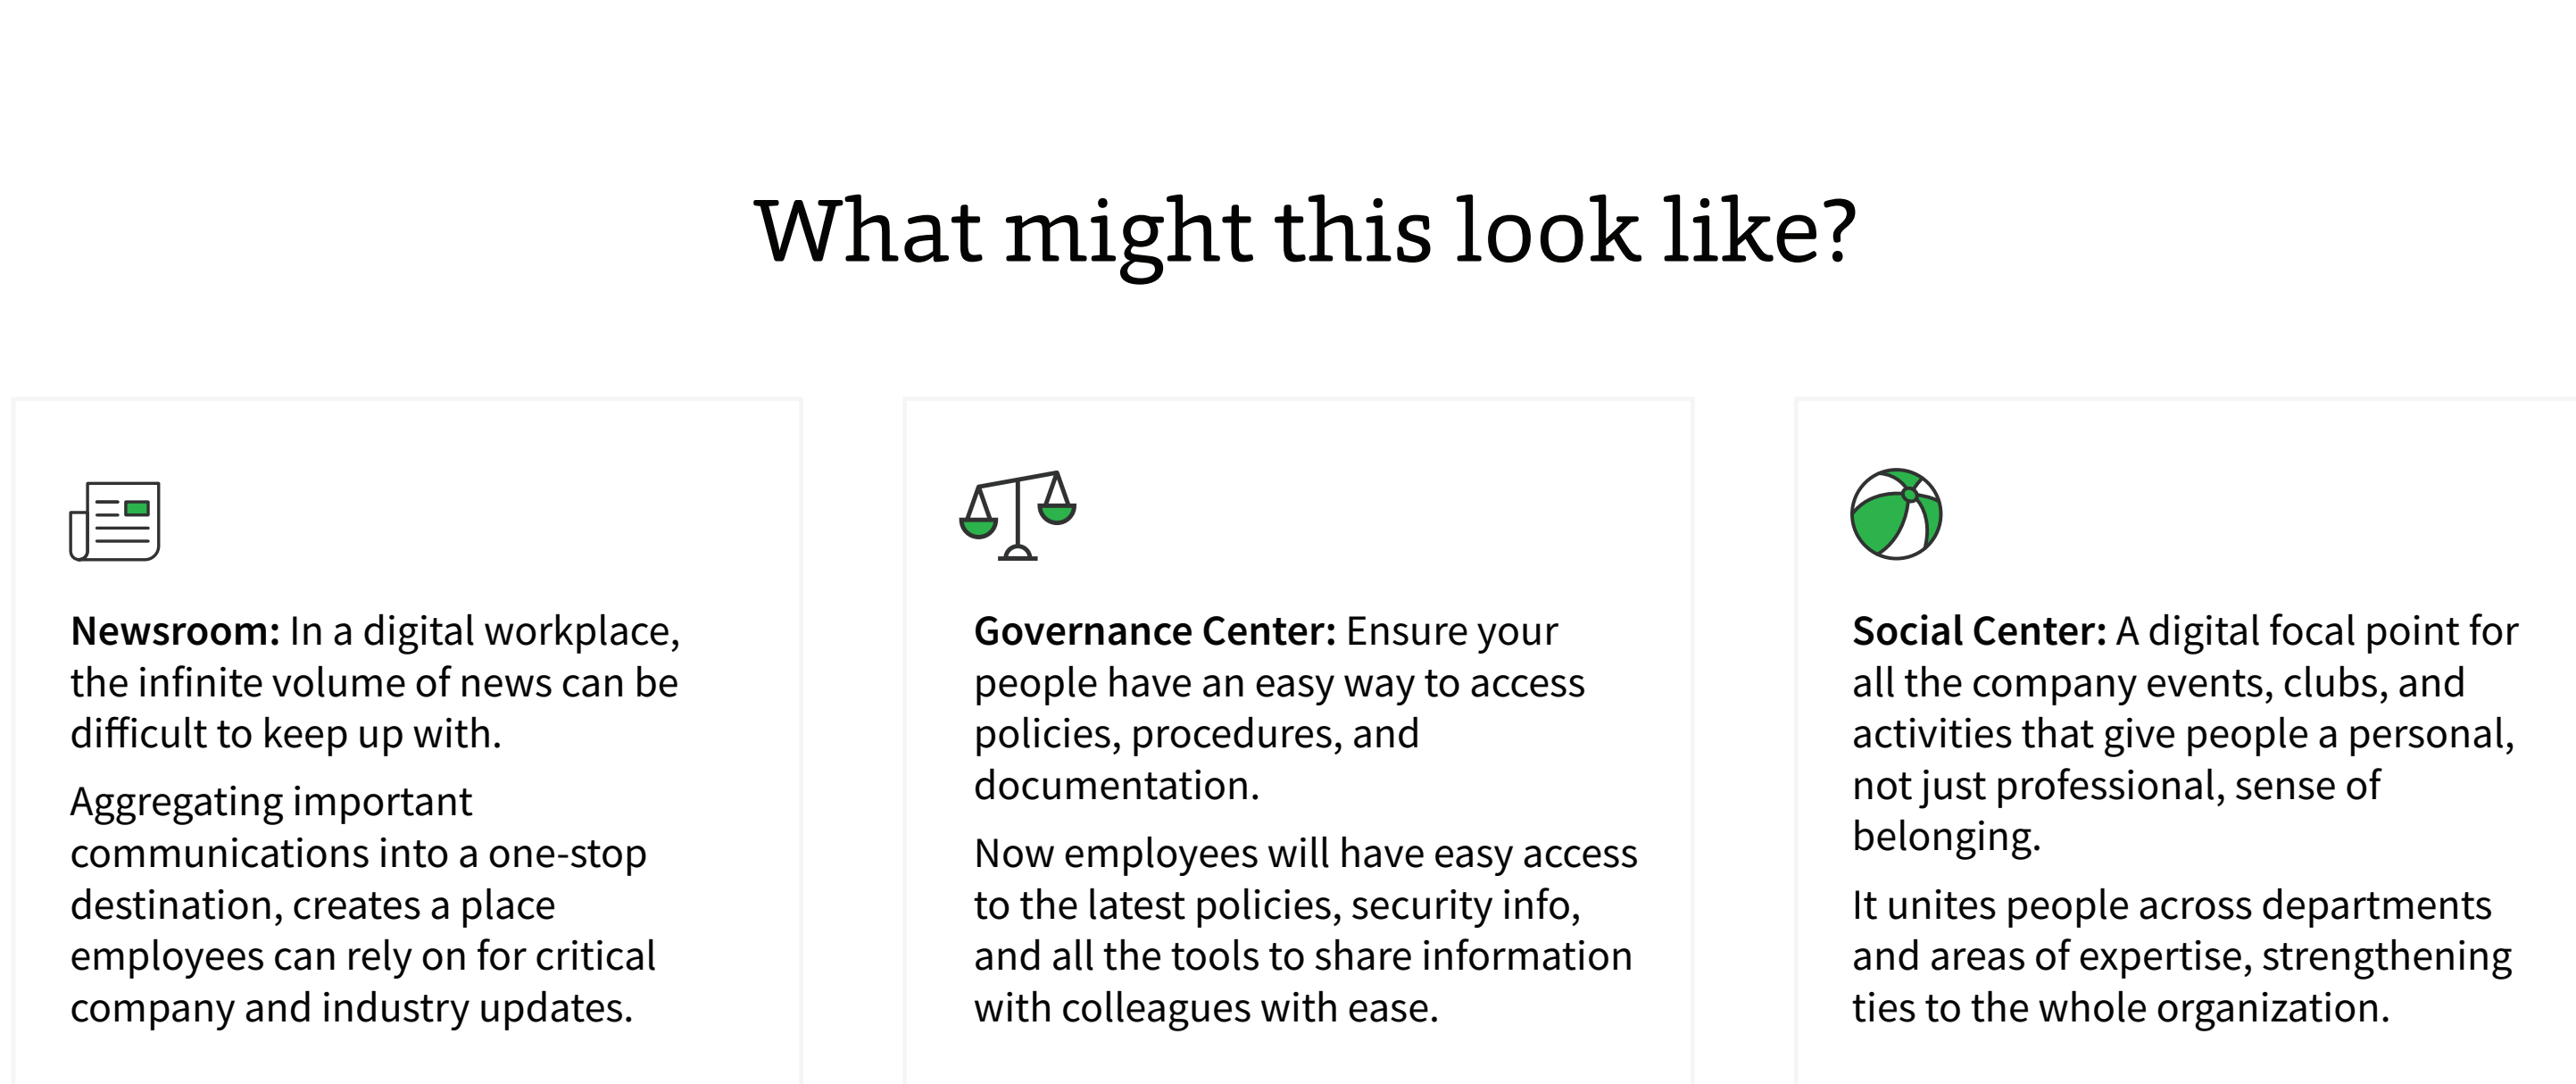 What might this look like?
Newsroom: In a digital workplace,
the infinite volume of news can be
difficult to keep up with.
Aggregating important
communications into a one-stop
destination, creates a place
employees can rely on for critical
company and industry updates.
Governance Center: Ensure your
people have an easy way to access
policies, procedures, and
documentation.
Now employees will have easy access
to the latest policies, security info,
and all the tools to share information
with colleagues with ease.
Social Center: A digital focal point for
all the company events, clubs, and
activities that give people a personal,
not just professional, sense of
belonging.
It unites people across departments
and areas of expertise, strengthening
ties to the whole organization.